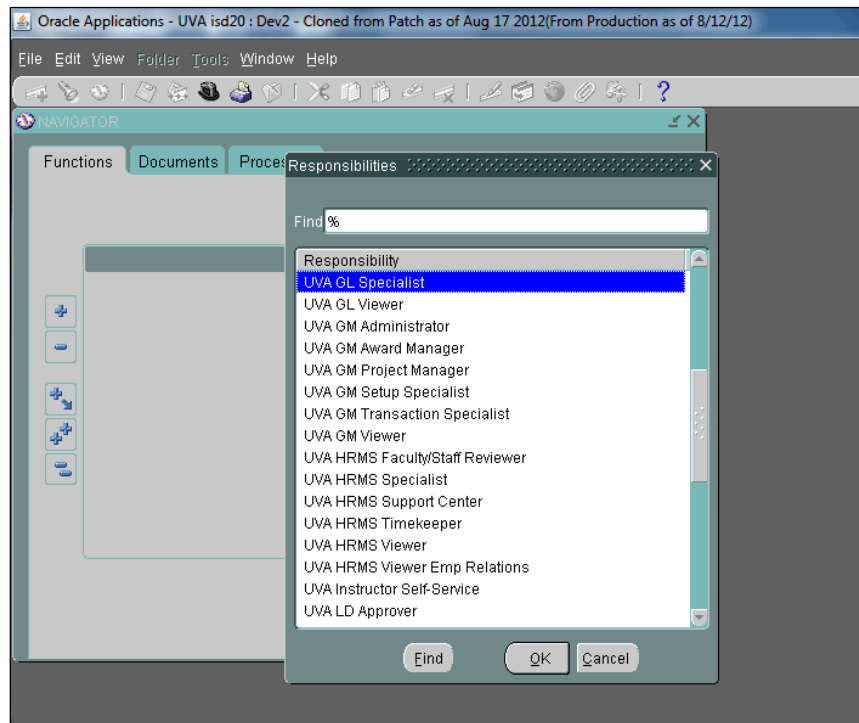 Oracle Applications - UVA isd20 : Dev2 - Cloned from Patch as of Aug 17 2012(From Production as of 8/12/12)
File Edit View Folder Tools Window Help
NAVIGATOR
Functions Documents Proces
Responsibilities
Find %
Responsibility
UVA GL Specialist
UVA GL Viewer
UVA GM Administrator
UVA GM Award Manager
UVA GM Project Manager
UVA GM Setup Specialist
UVA GM Transaction Specialist
UVA GM Viewer
UVA HRMS Faculty/Staff Reviewer
UVA HRMS Specialist
UVA HRMS Support Center
UVA HRMS Timekeeper
UVA HRMS Viewer
UVA HRMS Viewer Emp Relations
UVA Instructor Self-Service
UVA LD Approver
Find OK Cancel